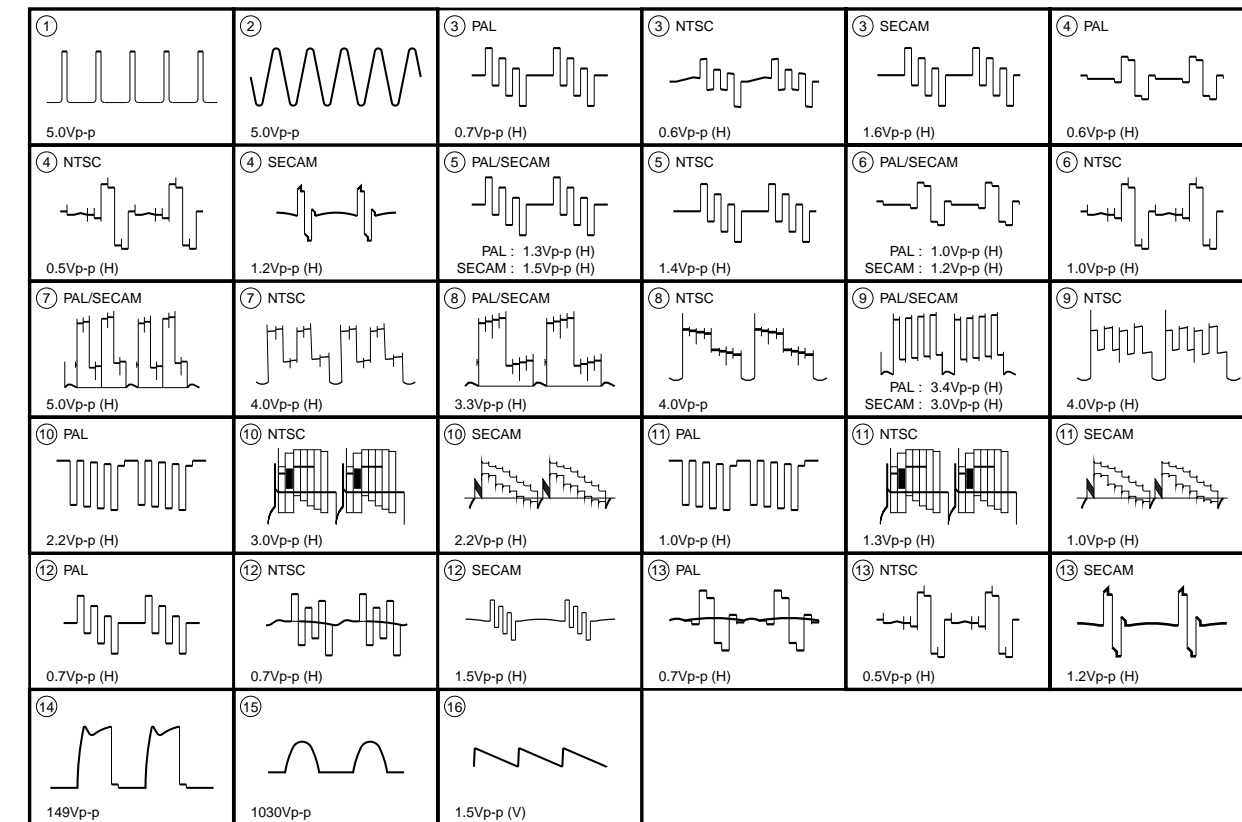 ① ② ③ PAL ③ NTSC ③ SECAM ④ PAL
5.0Vp-p 5.0Vp-p 0.7Vp-p (H) 0.6Vp-p (H) 1.6Vp-p (H) 0.6Vp-p (H)
④ NTSC ④ SECAM ⑤ PAL/SECAM ⑤ NTSC ⑥ PAL/SECAM ⑥ NTSC
PAL : 1.3Vp-p (H) PAL : 1.0Vp-p (H)
0.5Vp-p (H) 1.2Vp-p (H) SECAM : 1.5Vp-p (H) 1.4Vp-p (H) SECAM : 1.2Vp-p (H) 1.0Vp-p (H)
⑦ PAL/SECAM ⑦ NTSC ⑧ PAL/SECAM ⑧ NTSC ⑨ PAL/SECAM ⑨ NTSC
PAL : 3.4Vp-p (H)
5.0Vp-p (H) 4.0Vp-p (H) 3.3Vp-p (H) 4.0Vp-p SECAM : 3.0Vp-p (H) 4.0Vp-p (H)
⑩ PAL ⑩ NTSC ⑩ SECAM ⑪ PAL ⑪ NTSC ⑪ SECAM
2.2Vp-p (H) 3.0Vp-p (H) 2.2Vp-p (H) 1.0Vp-p (H) 1.3Vp-p (H) 1.0Vp-p (H)
⑫ PAL ⑫ NTSC ⑫ SECAM ⑬ PAL ⑬ NTSC ⑬ SECAM
0.7Vp-p (H) 0.7Vp-p (H) 1.5Vp-p (H) 0.7Vp-p (H) 0.5Vp-p (H) 1.2Vp-p (H)
⑭ ⑮ ⑯
149Vp-p 1030Vp-p 1.5Vp-p (V)